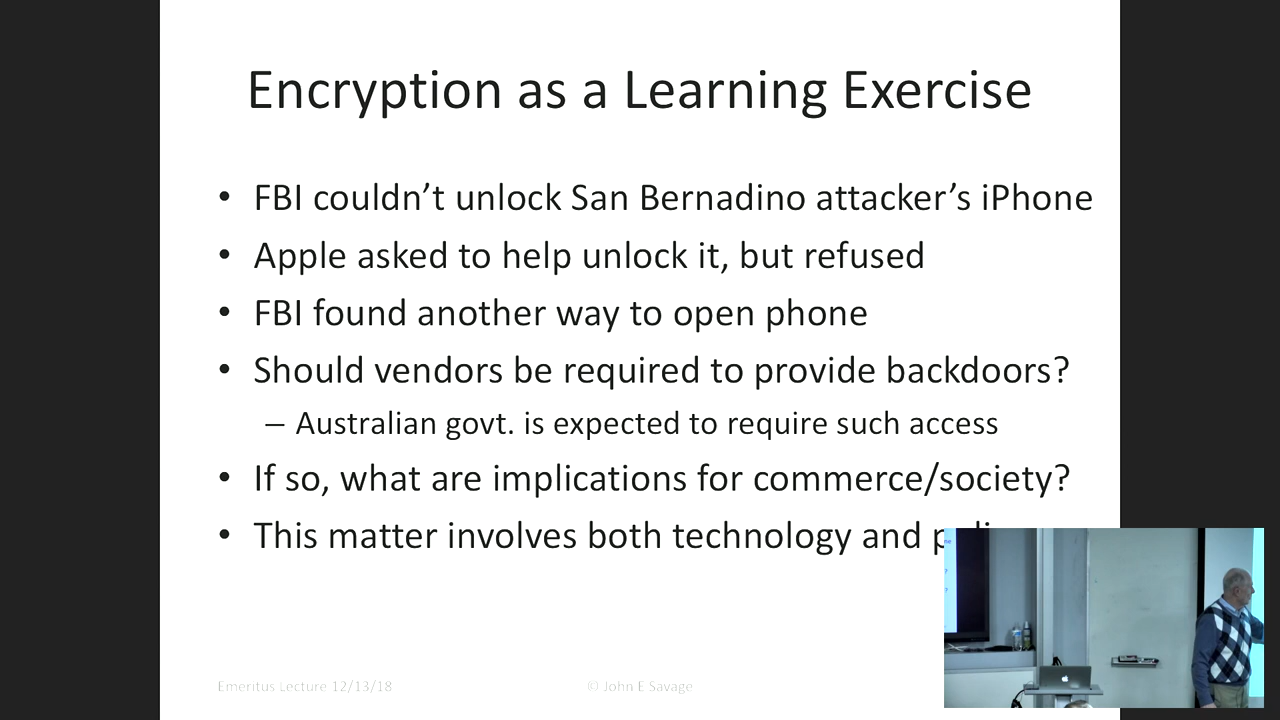 Encryption as a Learning Exercise
• FBI couldn’t unlock San Bernadino attacker’s iPhone
• Apple asked to help unlock it, but refused
• FBI found another way to open phone
• Should vendors be required to provide backdoors?
– Australian govt. is expected to require such access
• If so, what are implications for commerce/society?
• This matter involves both technology and
Emeritus Lecture 12/13/18
© John E Savage